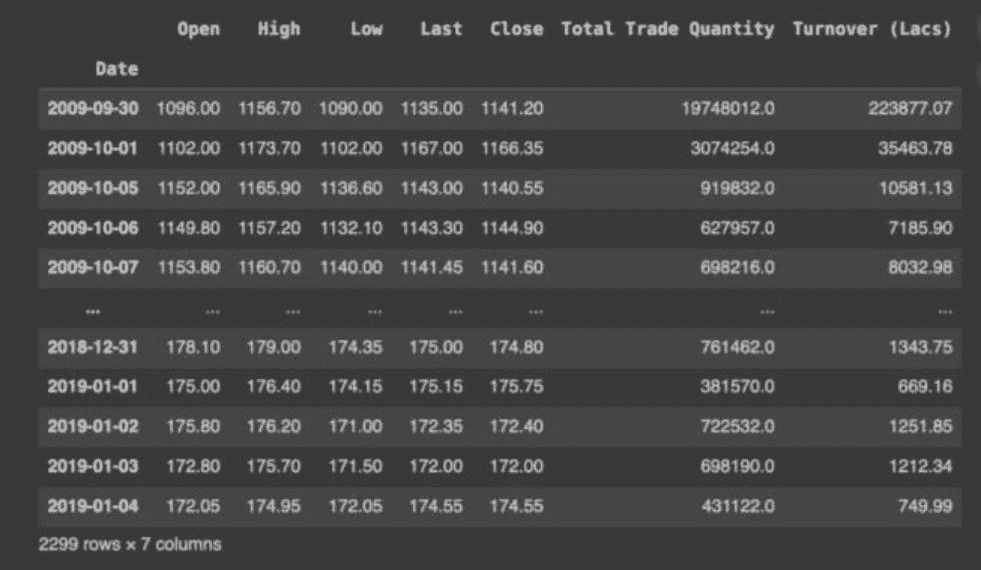 Open High Low Last Close Total Trade Quantity Turnover (Lacs)
Date
2009-09-30 1096.00 1156.70 1090.00 1135.00 1141.20 19748012.0 223877.07
2009-10-01 1102.00 1173.70 1102.00 1167.00 1166.35 3074254.0 35463.78
2009-10-05 1152.00 1165.90 1136.60 1143.00 1140.55 919832.0 10581.13
2009-10-06 1149.80 1157.20 1132.10 1143.30 1144.90 627957.0 7185.90
2009-10-07 1153.80 1160.70 1140.00 1141.45 1141.60 698216.0 8032.98
... ... ... ... ... ... ... ...
2018-12-31 178.10 179.00 174.35 175.00 174.80 761462.0 1343.75
2019-01-01 175.00 176.40 174.15 175.15 175.75 381570.0 669.16
2019-01-02 175.80 176.20 171.00 172.35 172.40 722532.0 1251.85
2019-01-03 172.80 175.70 171.50 172.00 172.00 698190.0 1212.34
2019-01-04 172.05 174.95 172.05 174.55 174.55 431122.0 749.99
2299 rows × 7 columns